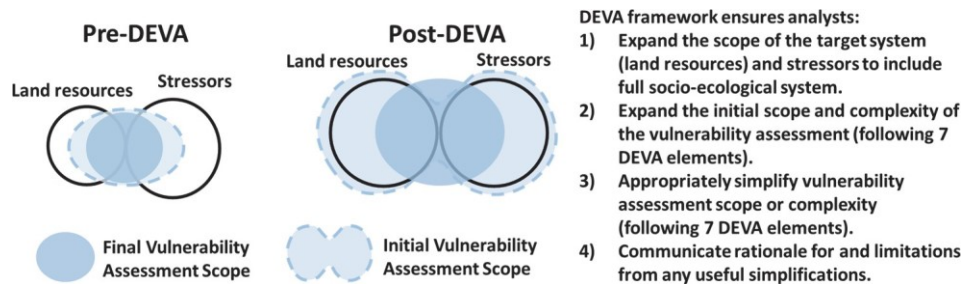 Pre-DEVA
Land resources
Stressors
Post-DEVA
Land resources
Stressors
Final Vulnerability
Assessment Scope
Initial Vulnerability
Assessment Scope
DEVA framework ensures analysts:
1) Expand the scope of the target system
(land resources) and stressors to include
full socio-ecological system.
2) Expand the initial scope and complexity of
the vulnerability assessment (following 7
DEVA elements).
3) Appropriately simplify vulnerability
assessment scope or complexity
(following 7 DEVA elements).
4) Communicate rationale for and limitations
from any useful simplifications.